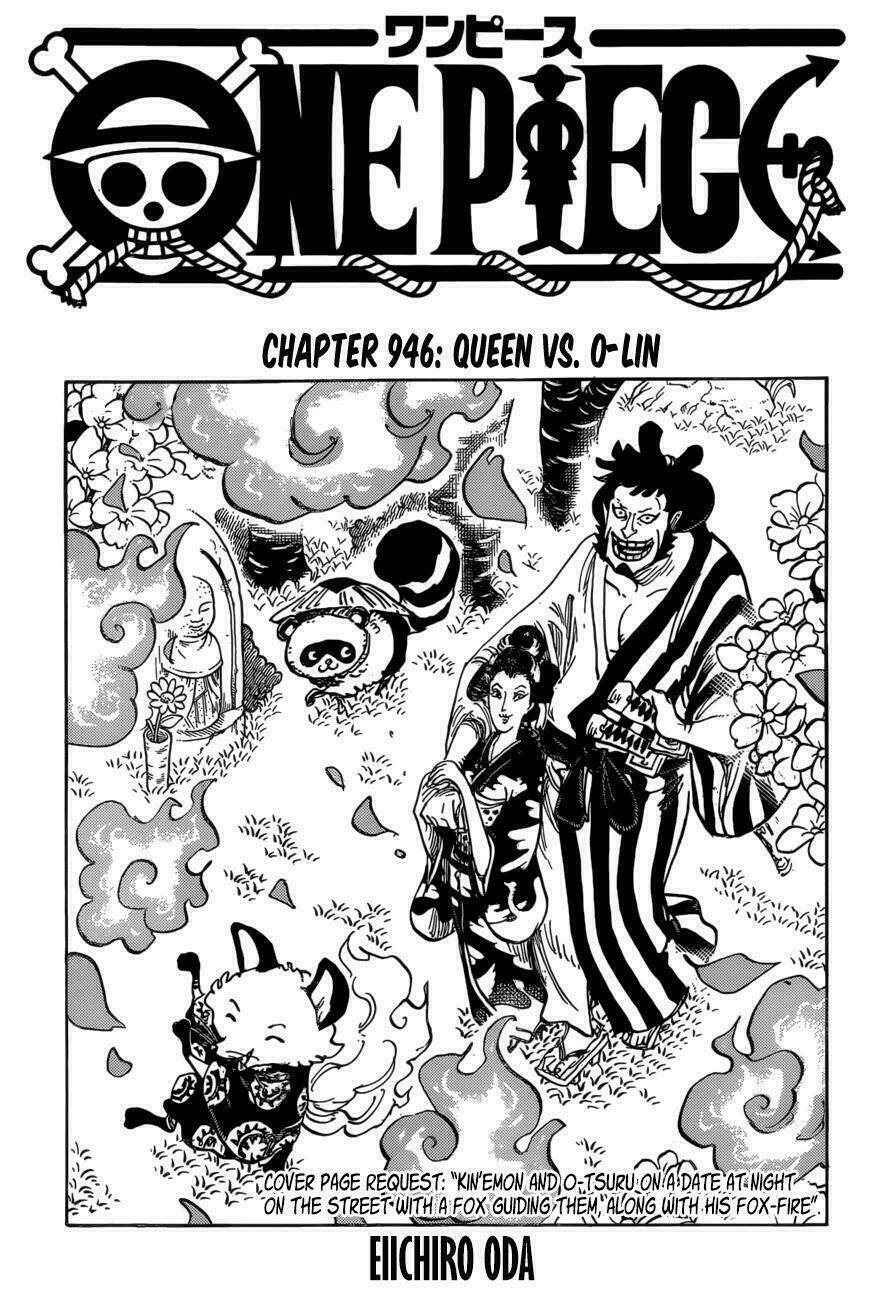 ワンピース
ONE PIECE
CHAPTER 946: QUEEN VS. O-LIN
COVER PAGE REQUEST: "KIN'EMON AND O-TSURU ON A DATE AT NIGHT
ON THE STREET WITH A FOX GUIDING THEM, ALONG WITH HIS FOX-FIRE".
EIICHIRO ODA